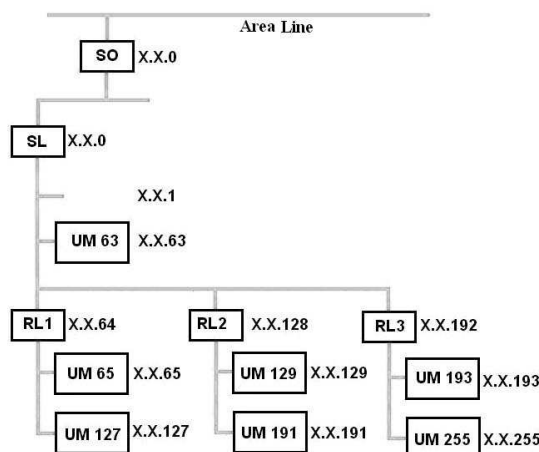 Area Line
SO X.X.0
SL X.X.0
X.X.1
UM 63 X.X.63
RL1 X.X.64 RL2 X.X.128 RL3 X.X.192
UM 65 X.X.65 UM 129 X.X.129 UM 193 X.X.193
UM 127 X.X.127 UM 191 X.X.191 UM 255 X.X.255